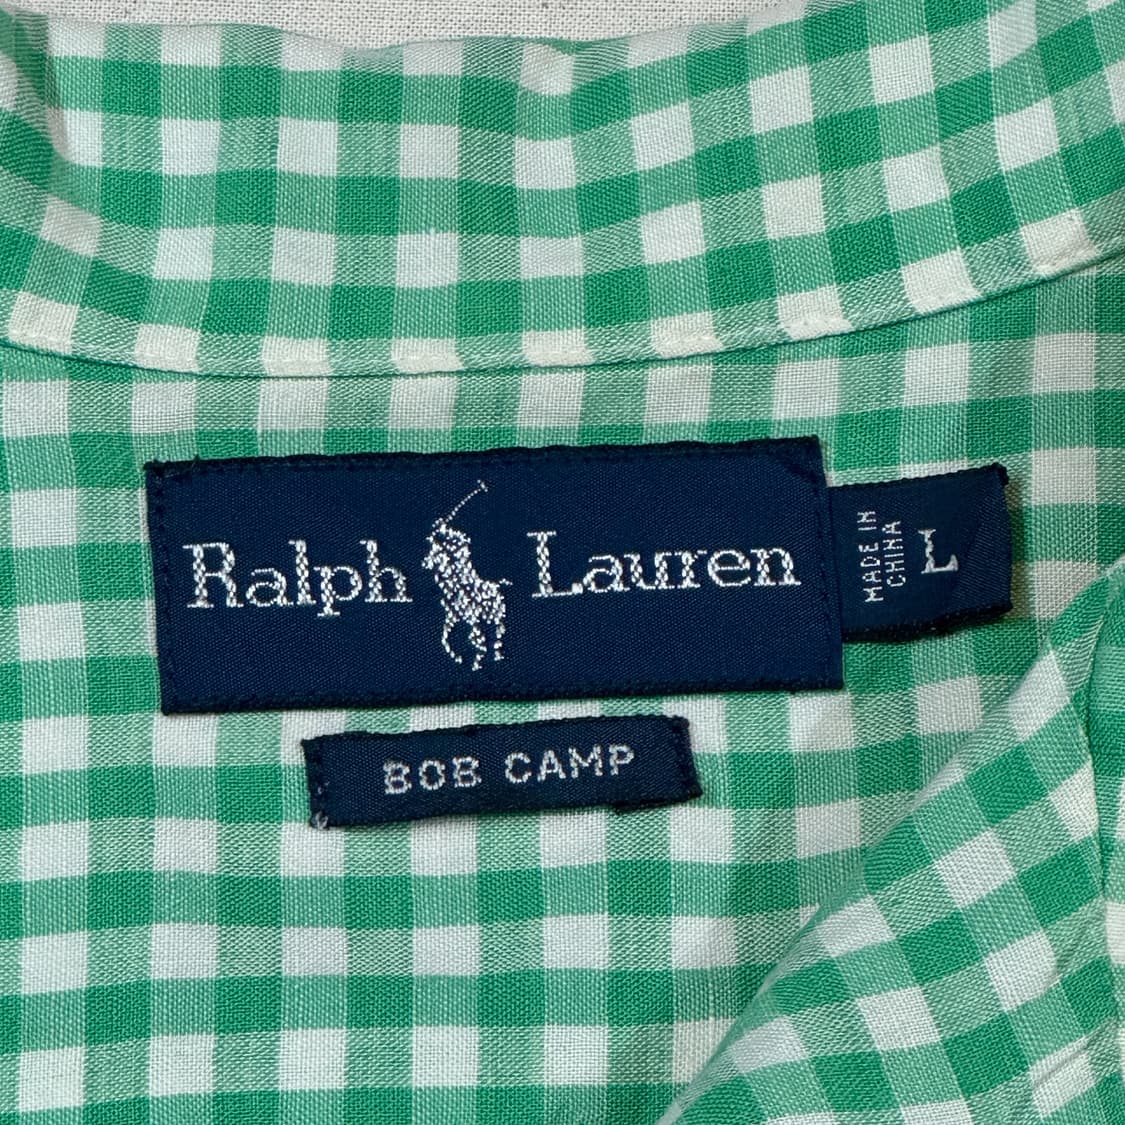 Ralph Lauren
MADE IN
CHINA
L
BOB CAMP